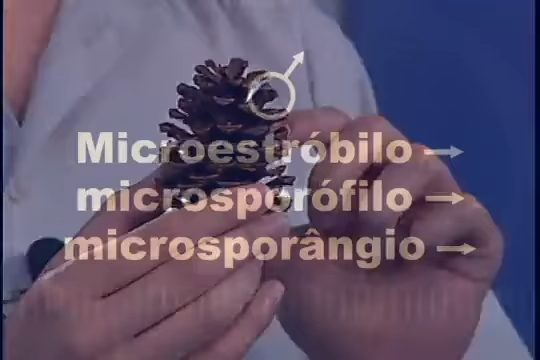 Microestróbilo →
microsporófilo →
microsporângio →